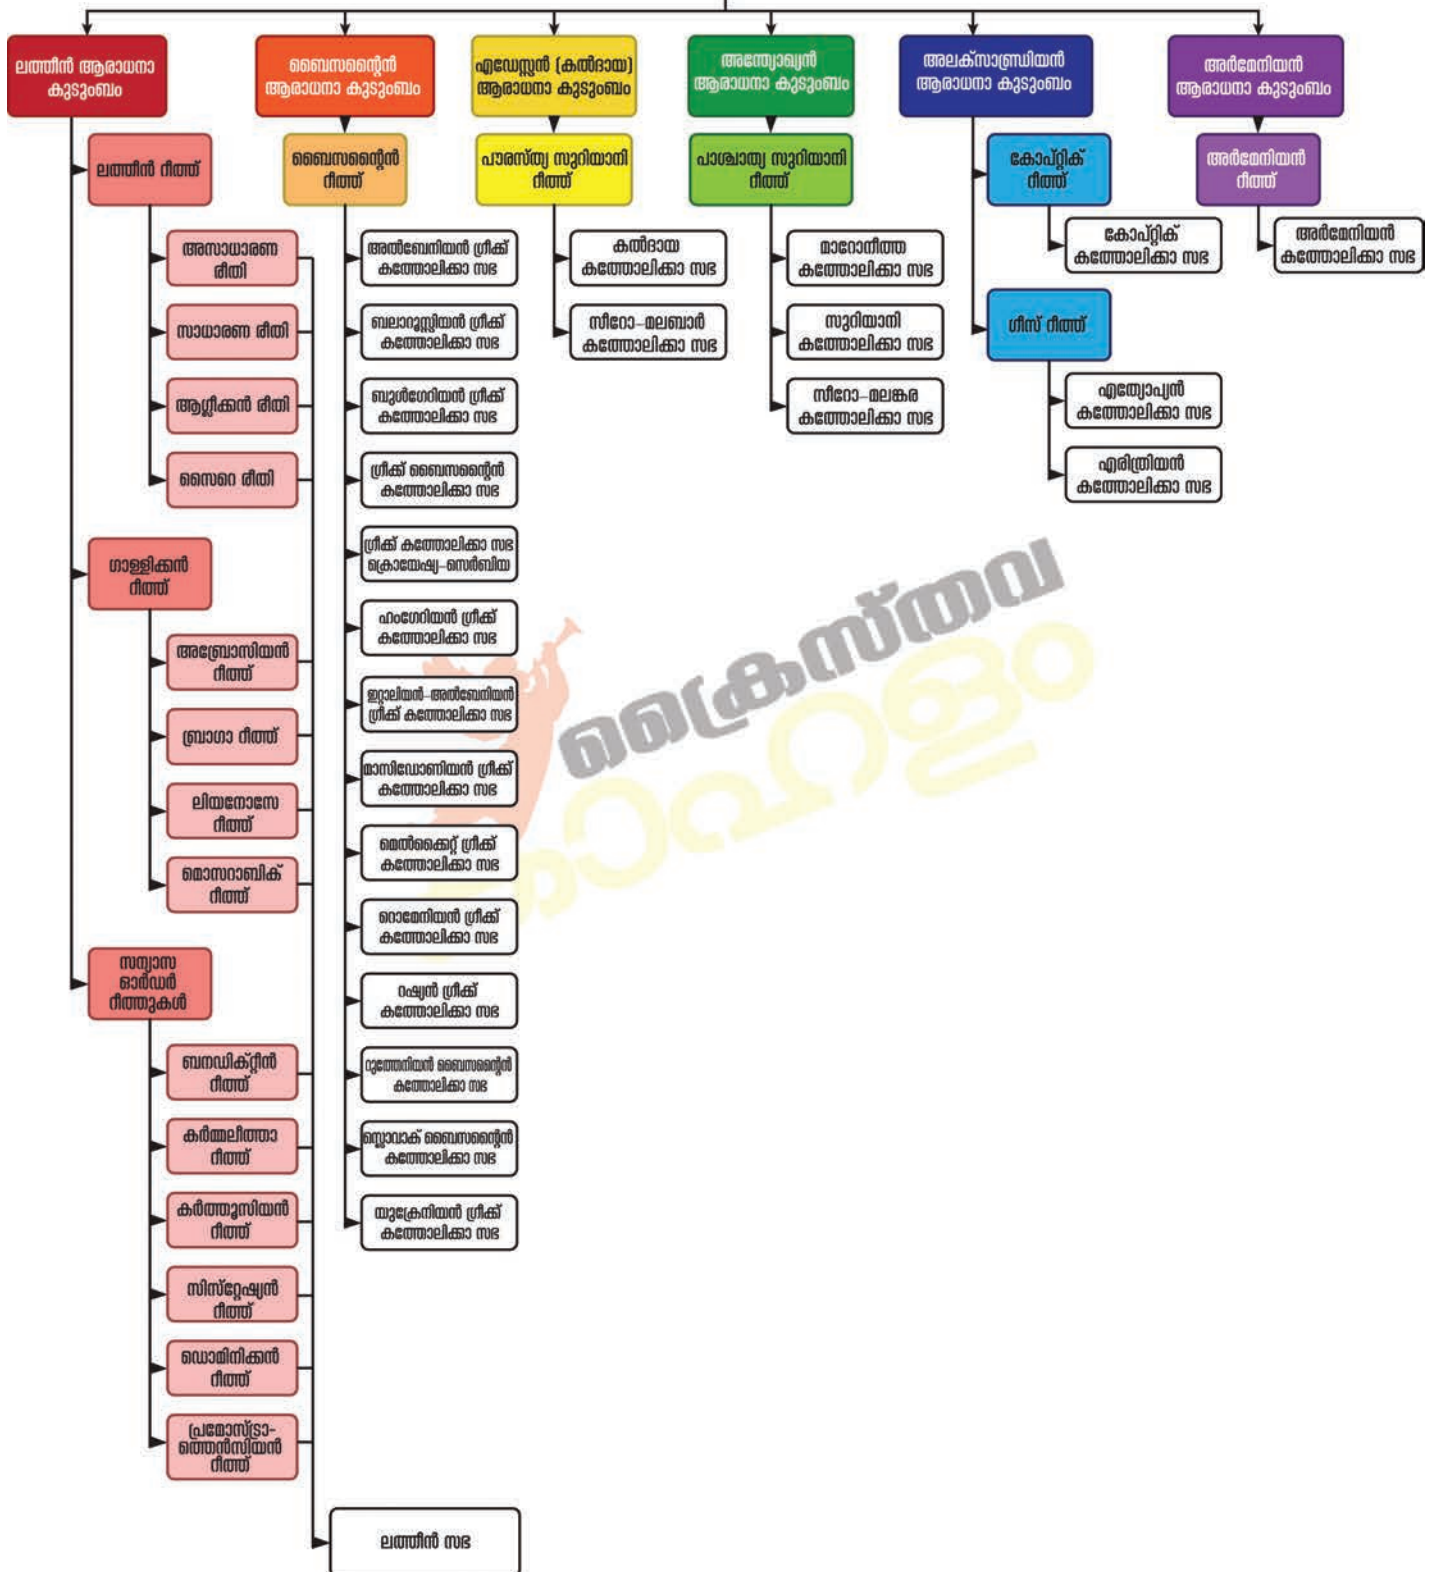 ലത്തീൻ ആരാധനാ
കുടുംബം
ലത്തീൻ റീത്ത്
അസാധാരണ
രീതി
സാധാരണ രീതി
ആഗ്ലീക്കൻ രീതി
സൈറെ രീതി
ഗാള്ളിക്കൻ
റീത്ത്
അബ്രോസിയൻ
റീത്ത്
ബ്രാഗാ റീത്ത്
ലിയനോസേ
റീത്ത്
മൊസറാബിക്
റീത്ത്
സന്യാസ
ഓർഡർ
റീത്തുകൾ
ബനഡിക്റ്റീൻ
റീത്ത്
കർമ്മലീത്താ
റീത്ത്
കർത്തൂസിയൻ
റീത്ത്
സിസ്റ്റേഷ്യൻ
റീത്ത്
ഡൊമിനിക്കൻ
റീത്ത്
പ്രമോസ്ട്രാ-
ത്തെൻസിയൻ
റീത്ത്
ലത്തീൻ സഭ
ബൈസന്റൈൻ
ആരാധനാ കുടുംബം
ബൈസന്റൈൻ
റീത്ത്
അൽബേനിയൻ ഗ്രീക്ക്
കത്തോലിക്കാ സഭ
ബലാറൂസ്സിയൻ ഗ്രീക്ക്
കത്തോലിക്കാ സഭ
ബുൾഗേറിയൻ ഗ്രീക്ക്
കത്തോലിക്കാ സഭ
ഗ്രീക്ക് ബൈസന്റൈൻ
കത്തോലിക്കാ സഭ
ഗ്രീക്ക് കത്തോലിക്കാ സഭ
ക്രൊയേഷ്യ-സെർബിയ
ഹംഗേറിയൻ ഗ്രീക്ക്
കത്തോലിക്കാ സഭ
ഇറ്റാലിയൻ-അൽബേനിയൻ
ഗ്രീക്ക് കത്തോലിക്കാ സഭ
മാസിഡോണിയൻ ഗ്രീക്ക്
കത്തോലിക്കാ സഭ
മെൽക്കൈറ്റ് ഗ്രീക്ക്
കത്തോലിക്കാ സഭ
റൊമേനിയൻ ഗ്രീക്ക്
കത്തോലിക്കാ സഭ
റഷ്യൻ ഗ്രീക്ക്
കത്തോലിക്കാ സഭ
റുത്തേനിയൻ ബൈസന്റൈൻ
കത്തോലിക്കാ സഭ
സ്ലൊവാക് ബൈസന്റൈൻ
കത്തോലിക്കാ സഭ
യുക്രേനിയൻ ഗ്രീക്ക്
കത്തോലിക്കാ സഭ
എഡേസ്സൻ (കൽദായ)
ആരാധനാ കുടുംബം
പൗരസ്ത്യ സുറിയാനി
റീത്ത്
കൽദായ
കത്തോലിക്കാ സഭ
സീറോ-മലബാർ
കത്തോലിക്കാ സഭ
അന്ത്യോഖ്യൻ
ആരാധനാ കുടുംബം
പാശ്ചാത്യ സുറിയാനി
റീത്ത്
മാറോനീത്ത
കത്തോലിക്കാ സഭ
സുറിയാനി
കത്തോലിക്കാ സഭ
സീറോ-മലങ്കര
കത്തോലിക്കാ സഭ
അലക്സാണ്ഡ്രിയൻ
ആരാധനാ കുടുംബം
കോപ്റ്റിക്
റീത്ത്
കോപ്റ്റിക്
കത്തോലിക്കാ സഭ
ഗീസ് റീത്ത്
എത്യോപ്യൻ
കത്തോലിക്കാ സഭ
എരിത്രിയൻ
കത്തോലിക്കാ സഭ
അർമേനിയൻ
ആരാധനാ കുടുംബം
അർമേനിയൻ
റീത്ത്
അർമേനിയൻ
കത്തോലിക്കാ സഭ
ക്രൈസ്തവ
കാഹളം